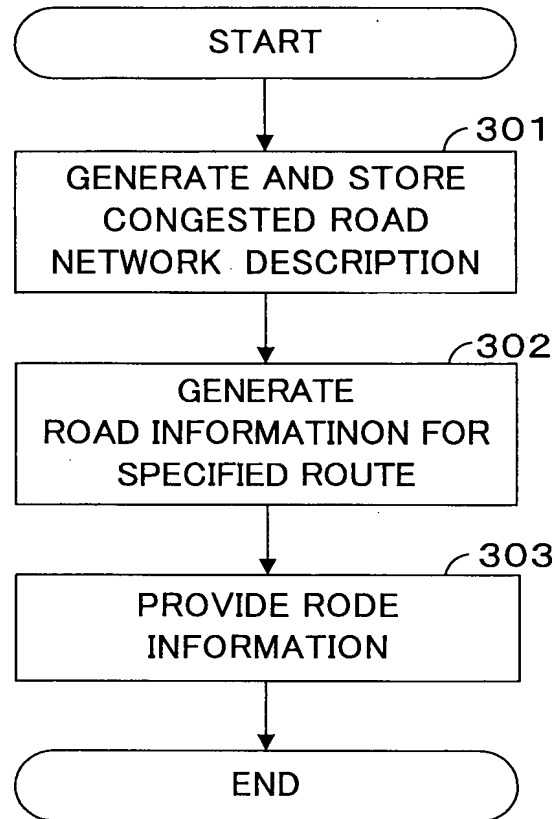 START
301
GENERATE AND STORE
CONGESTED ROAD
NETWORK DESCRIPTION
302
GENERATE
ROAD INFORMATINON FOR
SPECIFIED ROUTE
303
PROVIDE RODE
INFORMATION
END